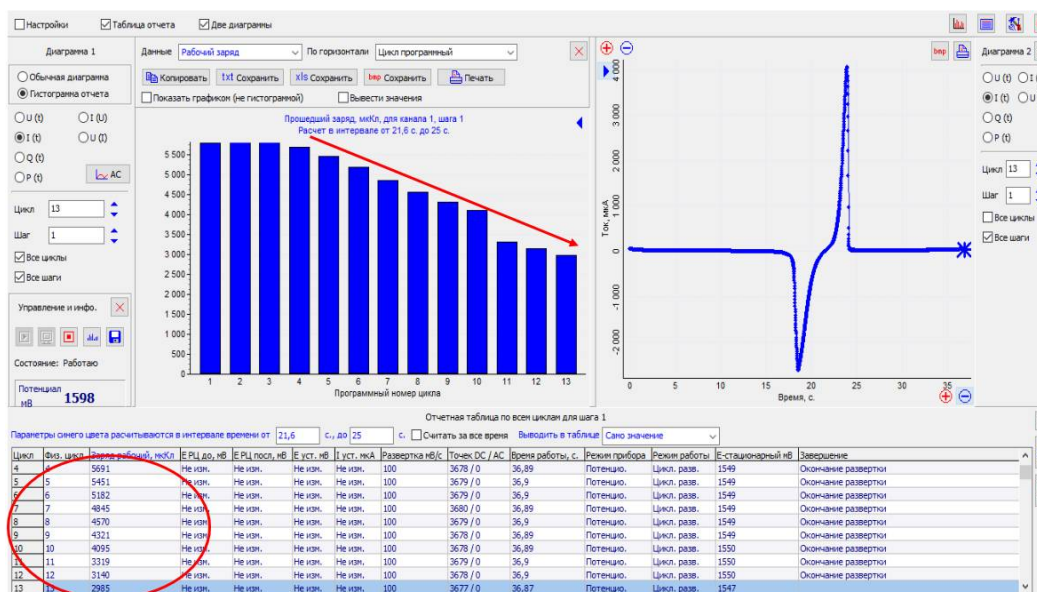 Настройки Таблица отчета Две диаграммы
Диаграмма 1
Обычная диаграмма
Гистограмма отчета
U (t) I (U)
I (t) U (I)
Q (t)
P (t) AC
Цикл 13
Шаг 1
Все циклы
Все шаги
Управление и инфо.
Состояние: Работаю
Потенциал
мВ 1598
Данные Рабочий заряд По горизонтали Цикл программный
Копировать txt Сохранить xls Сохранить bmp Сохранить Печать
Показать графиком (не гистограммой) Вывести значения
Прошедший заряд, мкКл, для канала 1, шага 1
Расчет в интервале от 21,6 с. до 25 с.
5 500
5 000
4 500
4 000
3 500
3 000
2 500
2 000
1 500
1 000
500
0
1 2 3 4 5 6 7 8 9 10 11 12 13
Программный номер цикла
bmp
Ток, мкА
4 000
3 000
2 000
1 000
0
-1 000
-2 000
0 5 10 15 20 25 30 35
Время, с.
Диаграмма 2
U (t) I (
I (t) U
Q (t)
P (t)
Цикл 13
Шаг 1
Все циклы
Все шаги
Отчетная таблица по всем циклам для шага 1
Параметры синего цвета расчитываются в интервале времени от 21,6 с., до 25 с. Считать за все время Выводить в таблице Само значение
Цикл Физ. цикл Заряд рабочий, мкКл E РЦ до, мВ E РЦ посл, мВ E уст. мВ I уст. мкА Развертка мВ/с Точек DC / AC Время работы, с. Режим прибора Режим работы E-стационарный мВ Завершение
4 4 5691 Не изм. Не изм. Не изм. Не изм. 100 3678 / 0 36,89 Потенцио. Цикл. разв. 1549 Окончание развертки
5 5 5451 Не изм. Не изм. Не изм. Не изм. 100 3679 / 0 36,9 Потенцио. Цикл. разв. 1549 Окончание развертки
6 6 5182 Не изм. Не изм. Не изм. Не изм. 100 3679 / 0 36,9 Потенцио. Цикл. разв. 1549 Окончание развертки
7 7 4845 Не изм. Не изм. Не изм. Не изм. 100 3680 / 0 36,89 Потенцио. Цикл. разв. 1549 Окончание развертки
8 8 4570 Не изм. Не изм. Не изм. Не изм. 100 3679 / 0 36,9 Потенцио. Цикл. разв. 1549 Окончание развертки
9 9 4321 Не изм. Не изм. Не изм. Не изм. 100 3678 / 0 36,89 Потенцио. Цикл. разв. 1549 Окончание развертки
10 10 4095 Не изм. Не изм. Не изм. Не изм. 100 3678 / 0 36,89 Потенцио. Цикл. разв. 1550 Окончание развертки
11 11 3319 Не изм. Не изм. Не изм. Не изм. 100 3679 / 0 36,9 Потенцио. Цикл. разв. 1550 Окончание развертки
12 12 3140 Не изм. Не изм. Не изм. Не изм. 100 3678 / 0 36,9 Потенцио. Цикл. разв. 1550 Окончание развертки
13 13 2985 Не изм. Не изм. Не изм. Не изм. 100 3677 / 0 36,87 Потенцио. Цикл. разв. 1547